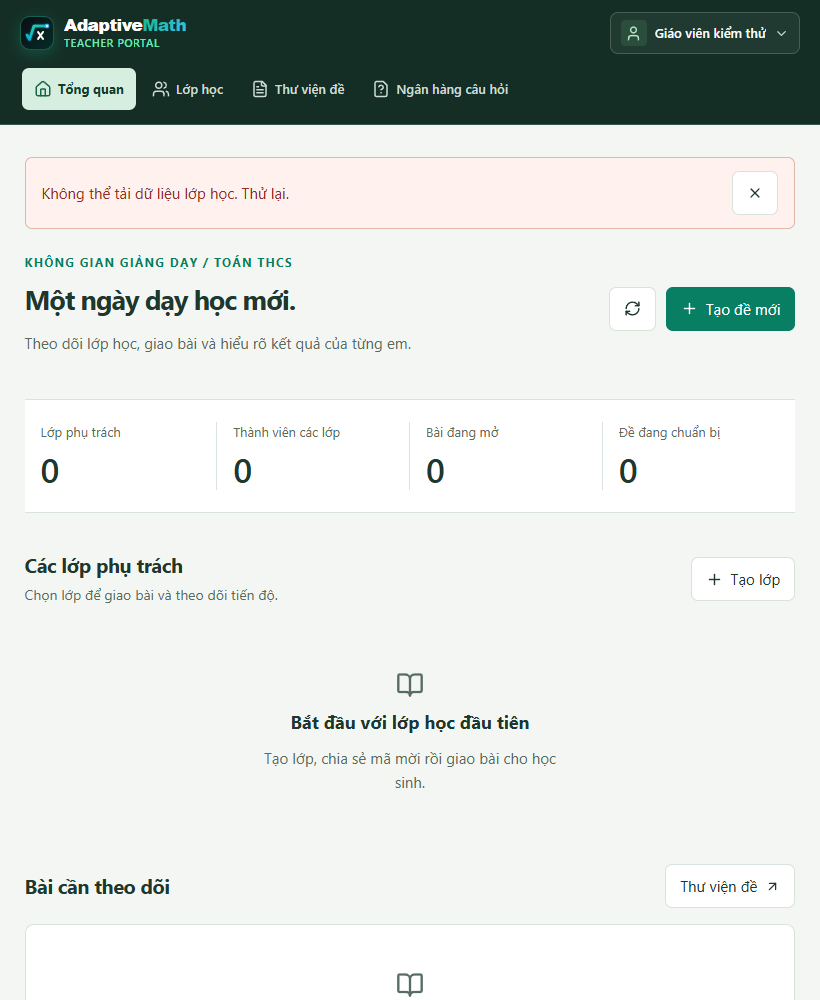 AdaptiveMath
TEACHER PORTAL
Giáo viên kiểm thử
Tổng quan
Lớp học
Thư viện đề
Ngân hàng câu hỏi
Không thể tải dữ liệu lớp học. Thử lại.
KHÔNG GIAN GIẢNG DẠY / TOÁN THCS
Một ngày dạy học mới.
Theo dõi lớp học, giao bài và hiểu rõ kết quả của từng em.
Tạo đề mới
Lớp phụ trách
0
Thành viên các lớp
0
Bài đang mở
0
Đề đang chuẩn bị
0
Các lớp phụ trách
Chọn lớp để giao bài và theo dõi tiến độ.
Tạo lớp
Bắt đầu với lớp học đầu tiên
Tạo lớp, chia sẻ mã mời rồi giao bài cho học
sinh.
Bài cần theo dõi
Thư viện đề